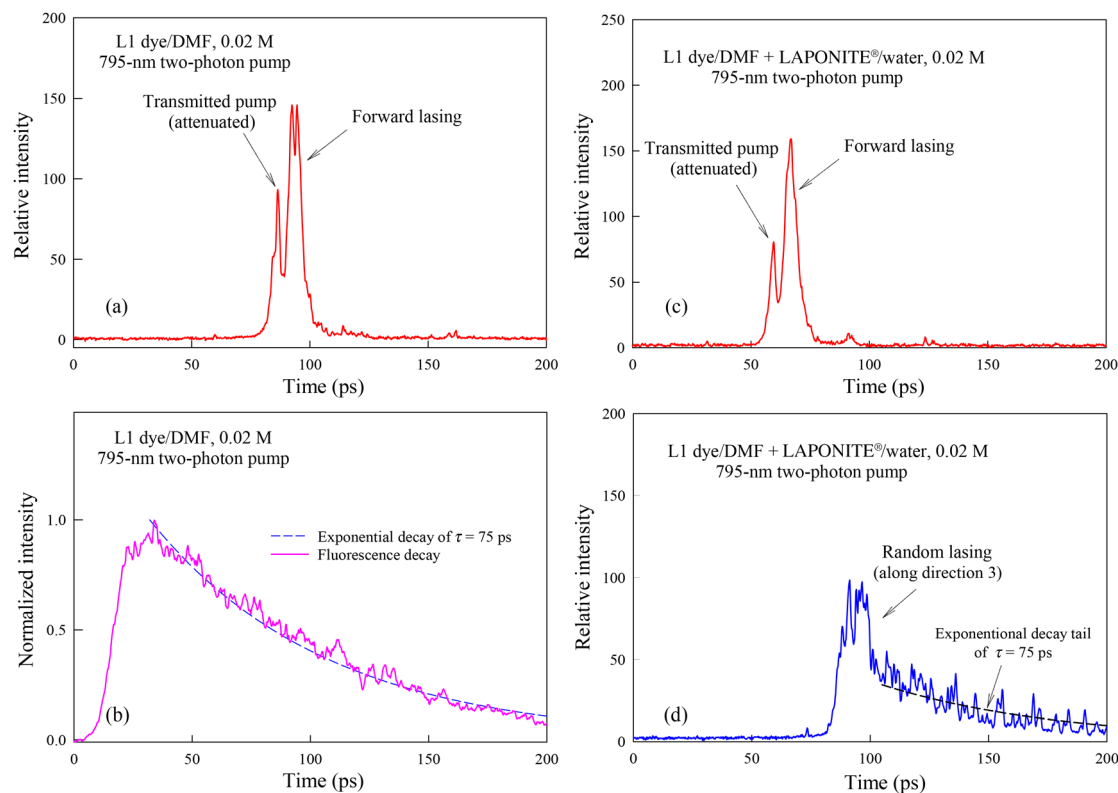 200
150
100
50
0
Relative intensity
L1 dye/DMF, 0.02 M
795-nm two-photon pump
Transmitted pump
(attenuated)
Forward lasing
(a)
0
50
100
150
200
Time (ps)
250
200
150
100
50
0
Relative intensity
L1 dye/DMF + LAPONITE®/water, 0.02 M
795-nm two-photon pump
Transmitted pump
(attenuated)
Forward lasing
(c)
0
50
100
150
200
Time (ps)
1.0
0.5
0.0
Normalized intensity
L1 dye/DMF, 0.02 M
795-nm two-photon pump
Exponential decay of τ = 75 ps
Fluorescence decay
(b)
0
50
100
150
200
Time (ps)
200
150
100
50
0
Relative intensity
L1 dye/DMF + LAPONITE®/water, 0.02 M
795-nm two-photon pump
Random lasing
(along direction 3)
Exponentional decay tail
of τ = 75 ps
(d)
0
50
100
150
200
Time (ps)